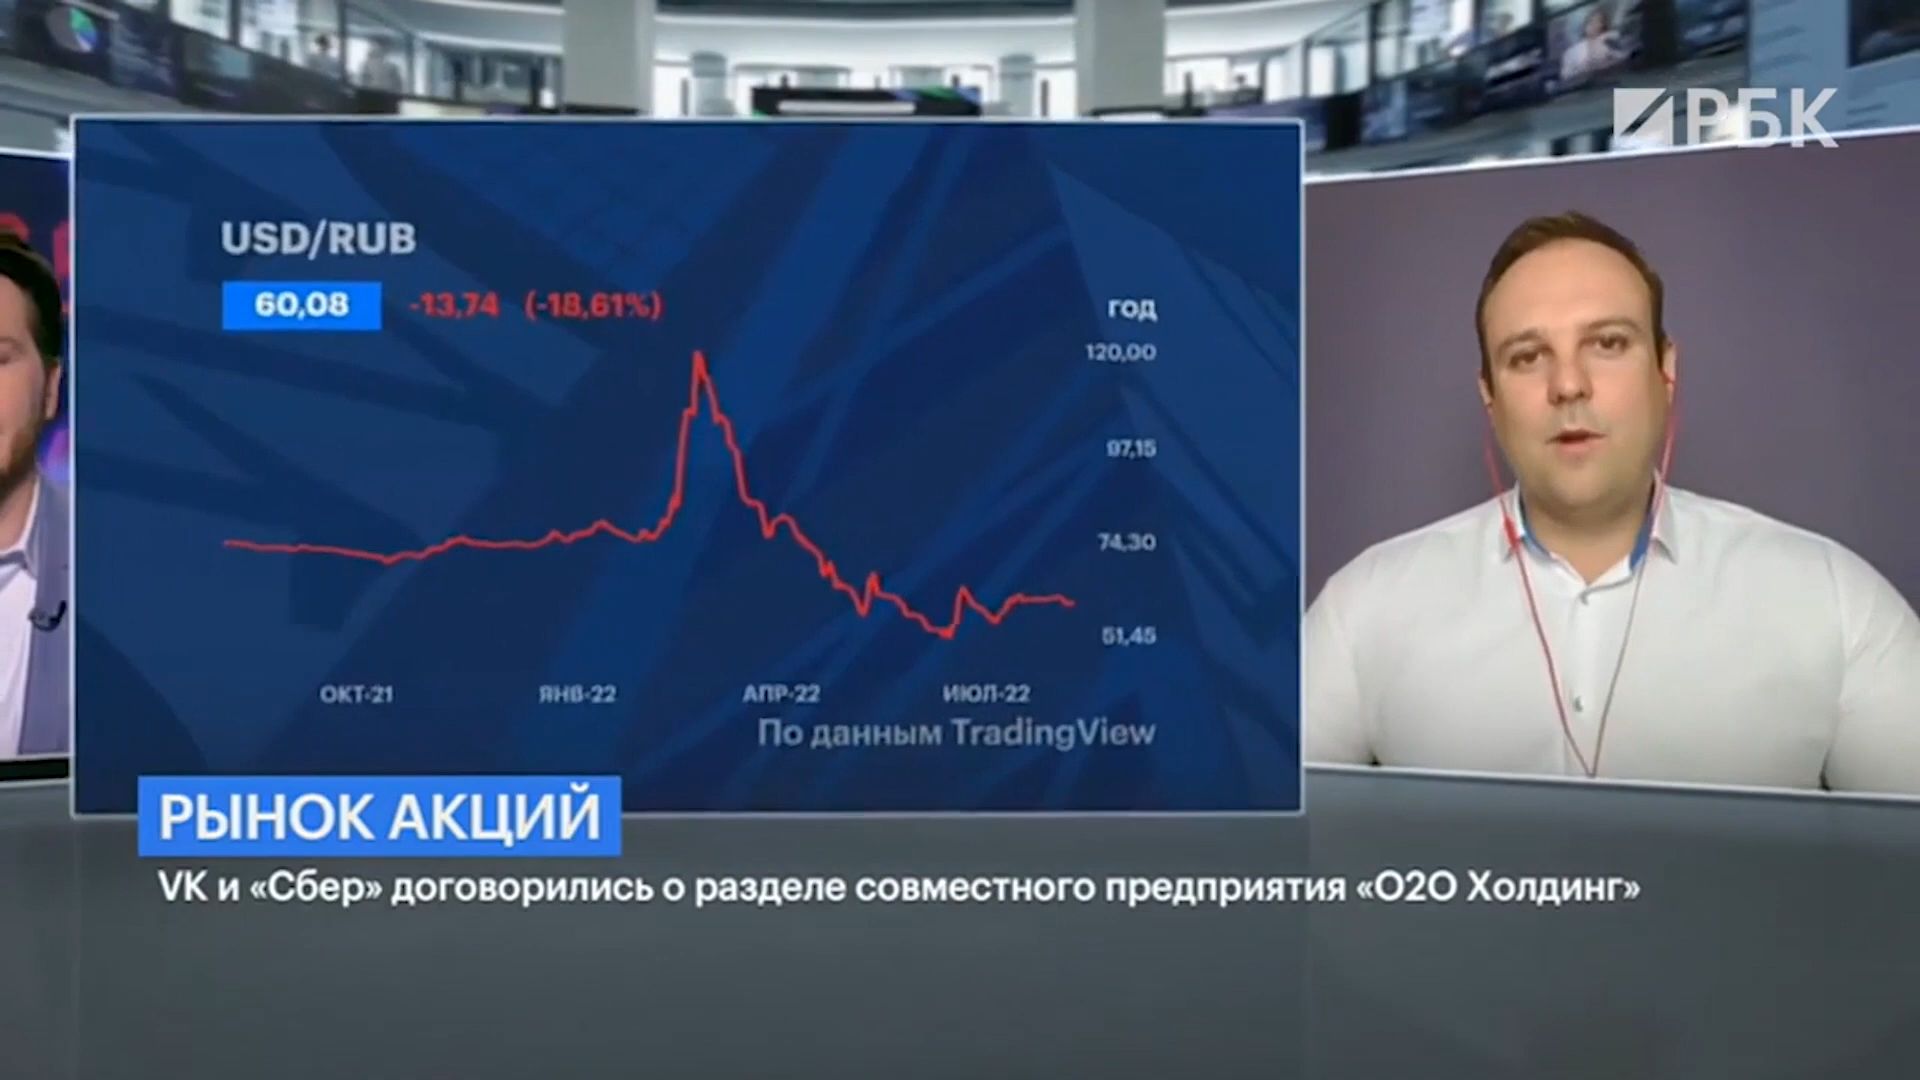 РБК
USD/RUB
60,08 -13,74 (-18,61%)
ГОД
120,00
97,15
74,30
51,45
ОКТ-21 ЯНВ-22 АПР-22 ИЮЛ-22
По данным TradingView
РЫНОК АКЦИЙ
VK и «Сбер» договорились о разделе совместного предприятия «О2О Холдинг»